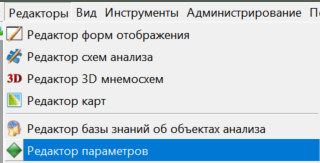 Редакторы Вид Инструменты Администрирование
Редактор форм отображения
Редактор схем анализа
3D Редактор 3D мнемосхем
Редактор карт
Редактор базы знаний об объектах анализа
Редактор параметров